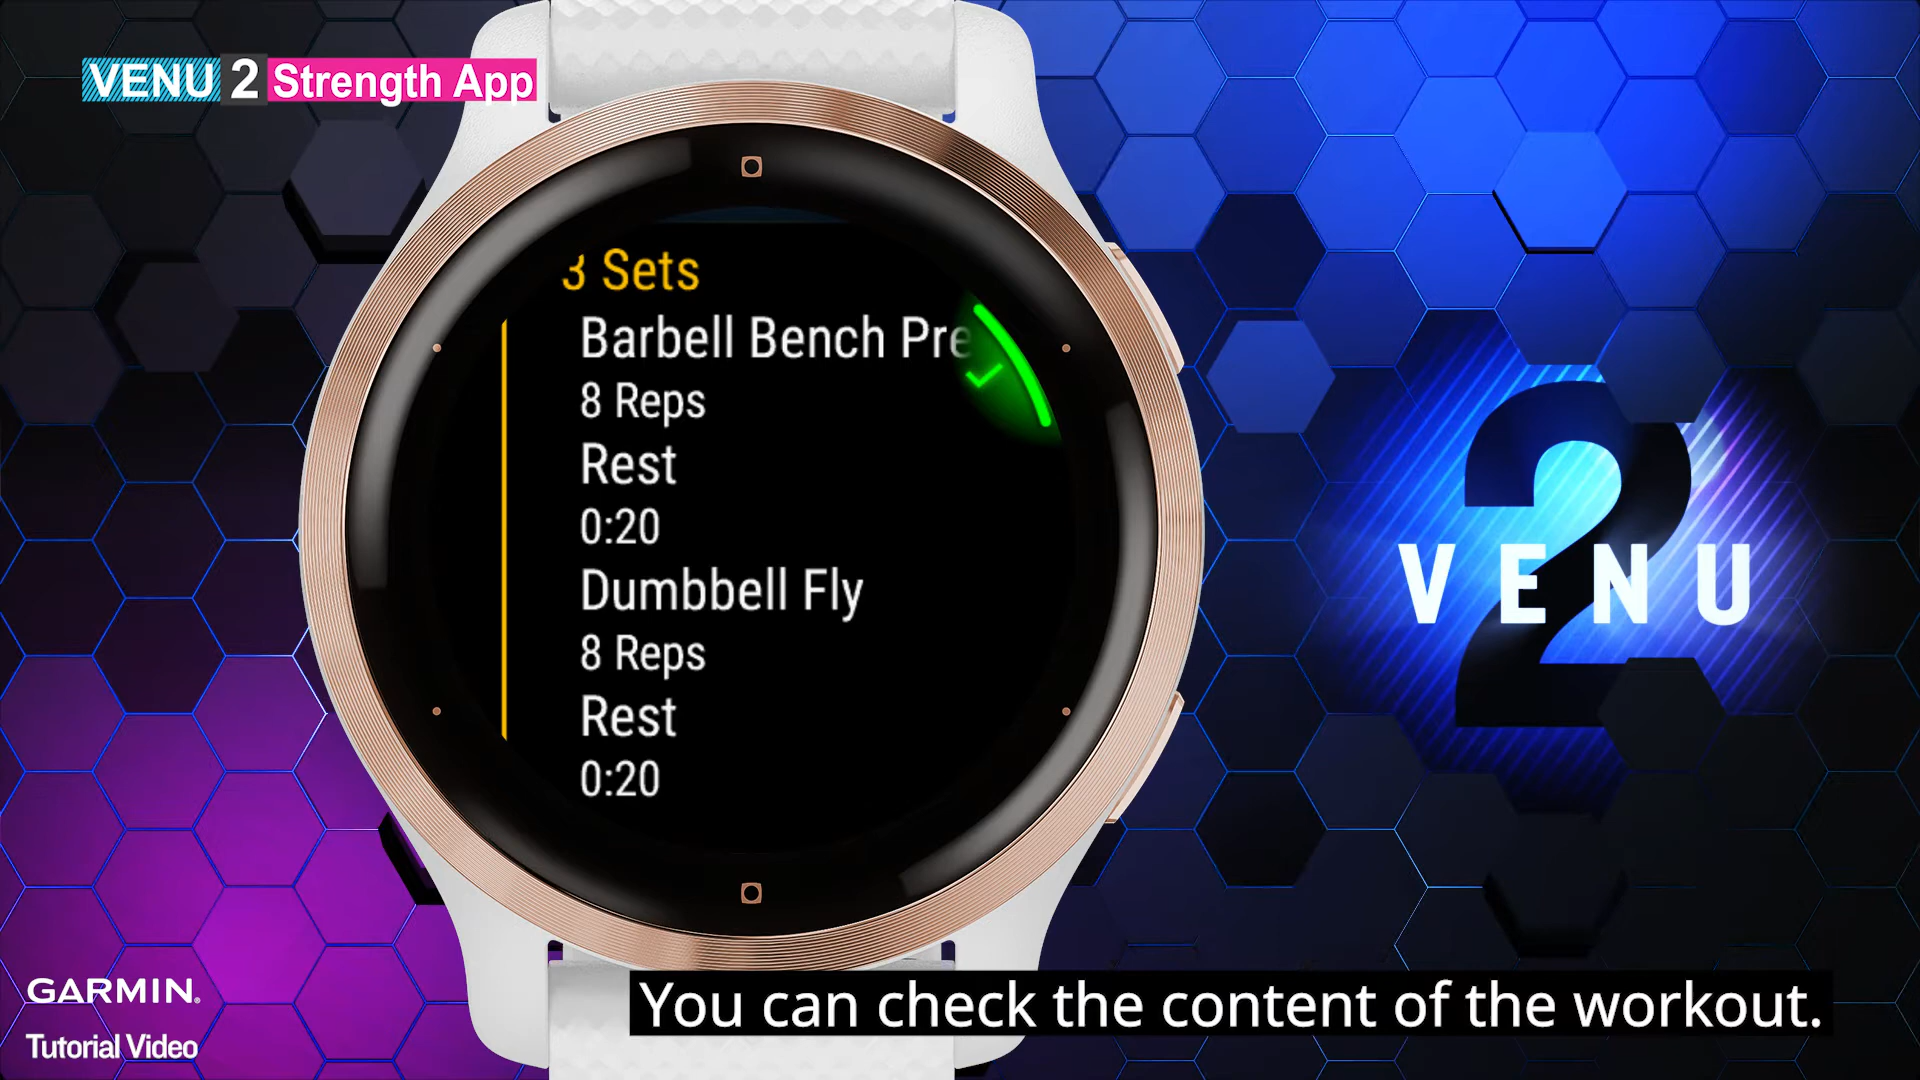 VENU 2 Strength App
3 Sets
Barbell Bench Pre
8 Reps
Rest
0:20
Dumbbell Fly
8 Reps
Rest
0:20
2
VENU
GARMIN.
Tutorial Video
You can check the content of the workout.